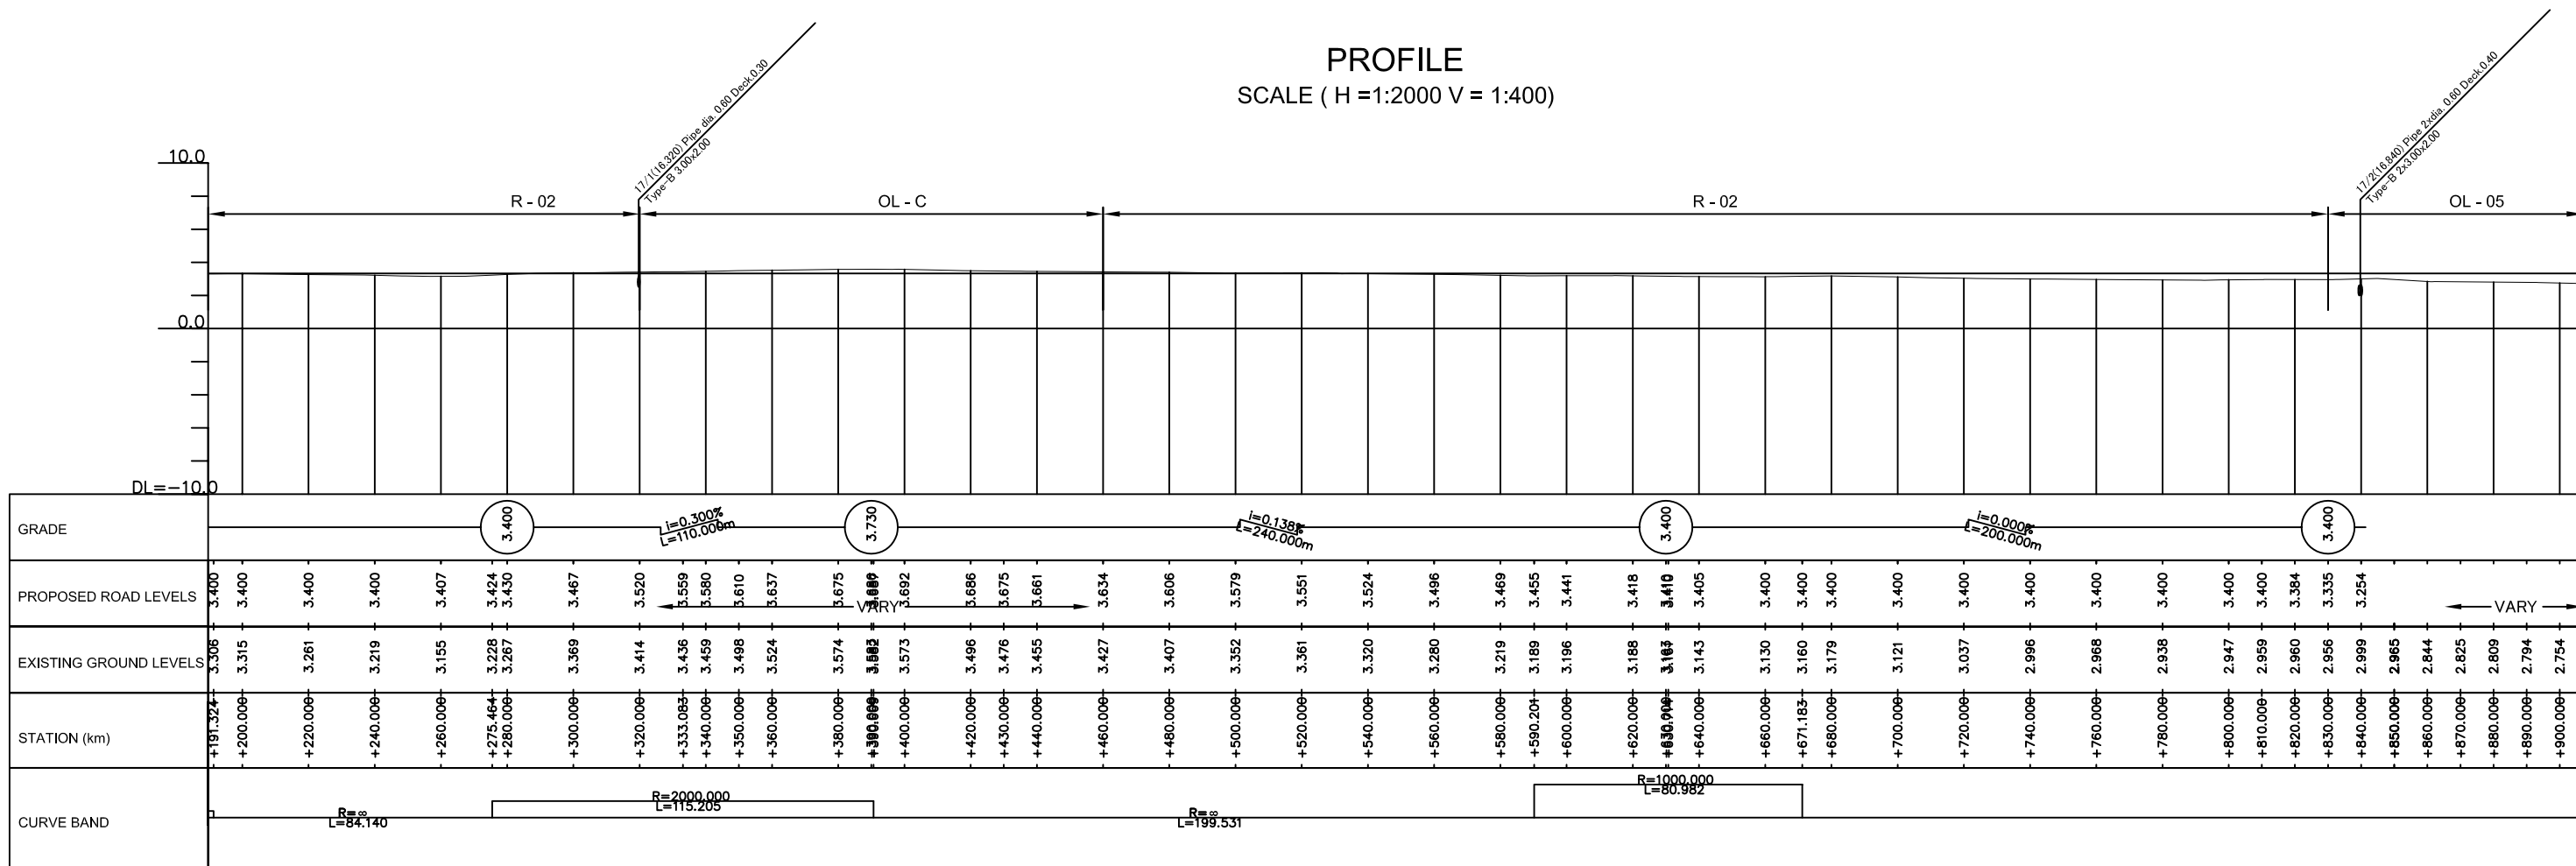 PROFILE
SCALE ( H =1:2000 V = 1:400)
17/1(16.320) Pipe dia. 0.60 Deck.0.30
Type-B 3.00x2.00
17/2(16.840) Pipe 2xdia. 0.60 Deck.0.40
Type-B 2x3.00x2.00
10.0
R - 02
OL - C
R - 02
OL - 05
0.0
DL=-10.0
GRADE
3.400
i=0.300%
L=110.000m
3.730
i=0.138%
L=240.000m
3.400
i=0.000%
L=200.000m
3.400
PROPOSED ROAD LEVELS
3.400 3.400 3.400 3.400 3.407 3.424 3.430 3.467 3.520 3.559 3.580 3.610 3.637 3.675 3.692 3.686 3.675 3.661 3.634 3.606 3.579 3.551 3.524 3.496 3.469 3.455 3.441 3.418 3.410 3.405 3.400 3.400 3.400 3.400 3.400 3.400 3.400 3.400 3.400 3.400 3.384 3.335 3.254
VARY
VARY
EXISTING GROUND LEVELS
3.306 3.315 3.261 3.219 3.155 3.228 3.267 3.369 3.414 3.436 3.459 3.498 3.524 3.574 3.573 3.496 3.476 3.455 3.427 3.407 3.352 3.361 3.320 3.280 3.219 3.189 3.196 3.188 3.143 3.130 3.160 3.179 3.121 3.037 2.996 2.968 2.938 2.947 2.959 2.960 2.956 2.999 2.965 2.844 2.825 2.809 2.794 2.754
STATION (km)
+191.324 +200.000 +220.000 +240.000 +260.000 +275.464 +280.000 +300.000 +320.000 +333.083 +340.000 +350.000 +360.000 +380.000 +390.000 +400.000 +420.000 +430.000 +440.000 +460.000 +480.000 +500.000 +520.000 +540.000 +560.000 +580.000 +590.201 +600.000 +620.000 +630.000 +640.000 +660.000 +671.183 +680.000 +700.000 +720.000 +740.000 +760.000 +780.000 +800.000 +810.000 +820.000 +830.000 +840.000 +850.000 +860.000 +870.000 +880.000 +890.000 +900.000
CURVE BAND
R=∞
L=84.140
R=2000.000
L=115.205
R=∞
L=199.531
R=1000.000
L=80.982